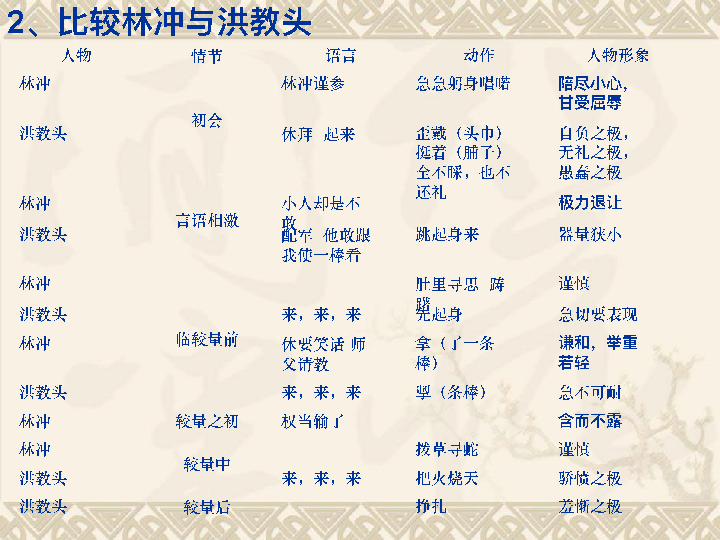 2、比较林冲与洪教头
人物 情节 语言 动作 人物形象
林冲 林冲谨参 急急躬身唱喏 陪尽小心，
甘受屈辱
初会
洪教头 休拜 起来 歪戴（头巾） 自负之极，
挺着（脯子） 无礼之极，
全不睬，也不 愚蠢之极
还礼
林冲 小人却是不 极力退让
敢
言语相激
洪教头 配军 他敢跟 跳起身来 器量狭小
我使一棒看
林冲 肚里寻思 踌 谨慎
躇
洪教头 来，来，来 先起身 急切要表现
临较量前
林冲 休要笑话 师 拿（了一条 谦和，举重
父请教 棒） 若轻
洪教头 来，来，来 掣（条棒） 急不可耐
林冲 较量之初 权当输了 含而不露
林冲 拨草寻蛇 谨慎
较量中
洪教头 来，来，来 把火烧天 骄愤之极
洪教头 较量后 挣扎 羞惭之极